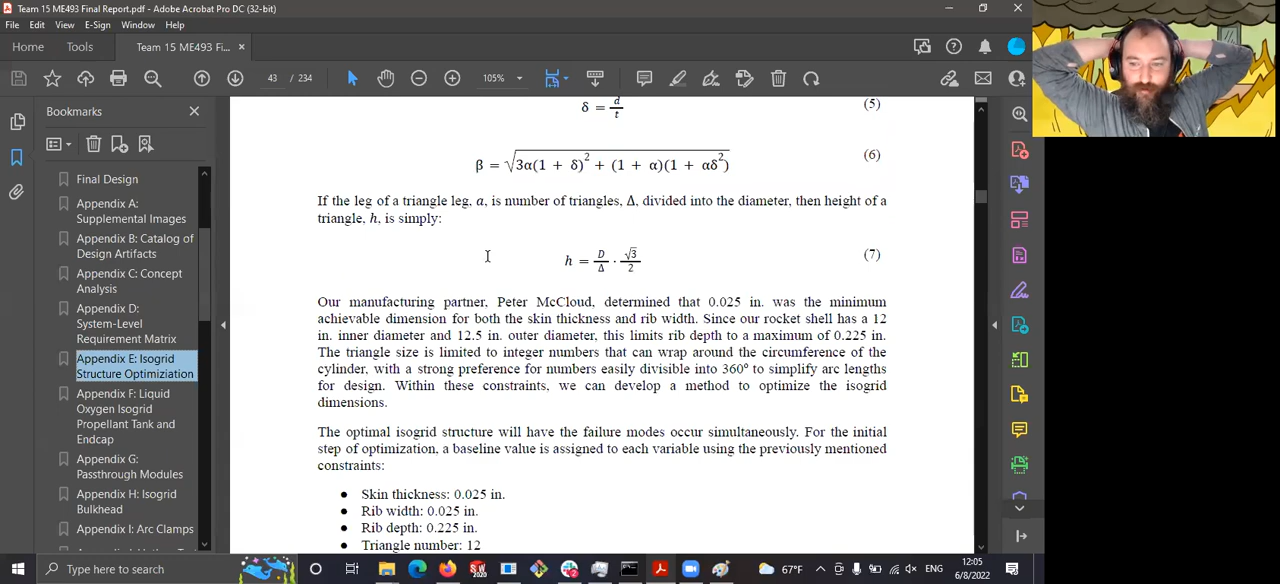 Team 15 ME493 Final Report.pdf - Adobe Acrobat Pro DC (32-bit)
File Edit View E-Sign Window Help
Home Tools Team 15 ME493 Fi... ×
43 / 234 105%
Bookmarks
Final Design
Appendix A:
Supplemental Images
Appendix B: Catalog of
Design Artifacts
Appendix C: Concept
Analysis
Appendix D:
System-Level
Requirement Matrix
Appendix E: Isogrid
Structure Optimiziation
Appendix F: Liquid
Oxygen Isogrid
Propellant Tank and
Endcap
Appendix G:
Passthrough Modules
Appendix H: Isogrid
Bulkhead
Appendix I: Arc Clamps
δ = d/t (5)
β = √3α(1 + δ)² + (1 + α)(1 + αδ²) (6)
If the leg of a triangle leg, a, is number of triangles, Δ, divided into the diameter, then height of a
triangle, h, is simply:
h = D/Δ · √3/2 (7)
Our manufacturing partner, Peter McCloud, determined that 0.025 in. was the minimum
achievable dimension for both the skin thickness and rib width. Since our rocket shell has a 12
in. inner diameter and 12.5 in. outer diameter, this limits rib depth to a maximum of 0.225 in.
The triangle size is limited to integer numbers that can wrap around the circumference of the
cylinder, with a strong preference for numbers easily divisible into 360° to simplify arc lengths
for design. Within these constraints, we can develop a method to optimize the isogrid
dimensions.
The optimal isogrid structure will have the failure modes occur simultaneously. For the initial
step of optimization, a baseline value is assigned to each variable using the previously mentioned
constraints:
● Skin thickness: 0.025 in.
● Rib width: 0.025 in.
● Rib depth: 0.225 in.
● Triangle number: 12
Type here to search
67°F ENG
12:05
6/8/2022